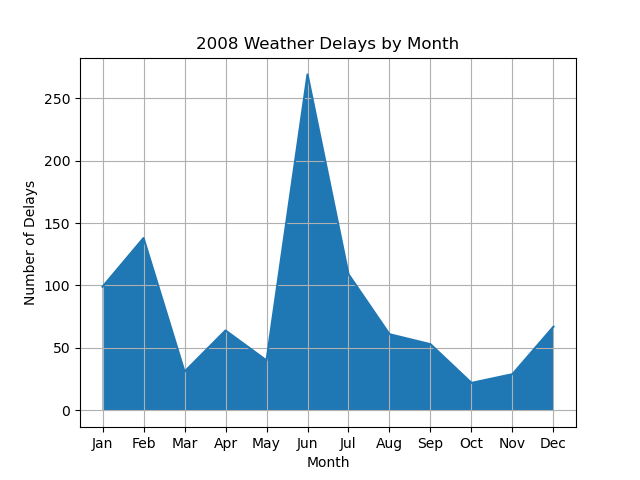 2008 Weather Delays by Month
Number of Delays
250
200
150
100
50
0
Jan Feb Mar Apr May Jun Jul Aug Sep Oct Nov Dec
Month